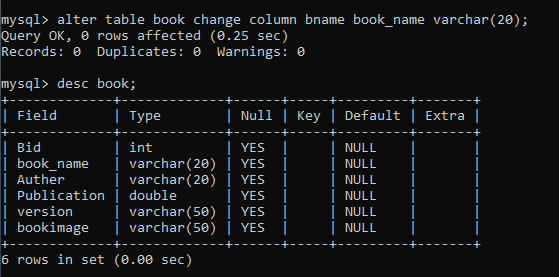 mysql> alter table book change column bname book_name varchar(20);
Query OK, 0 rows affected (0.25 sec)
Records: 0  Duplicates: 0  Warnings: 0

mysql> desc book;
+-------------+-------------+------+-----+---------+-------+
| Field       | Type        | Null | Key | Default | Extra |
+-------------+-------------+------+-----+---------+-------+
| Bid         | int         | YES  |     | NULL    |       |
| book_name   | varchar(20) | YES  |     | NULL    |       |
| Auther      | varchar(20) | YES  |     | NULL    |       |
| Publication | double      | YES  |     | NULL    |       |
| version     | varchar(50) | YES  |     | NULL    |       |
| bookimage   | varchar(50) | YES  |     | NULL    |       |
+-------------+-------------+------+-----+---------+-------+
6 rows in set (0.00 sec)